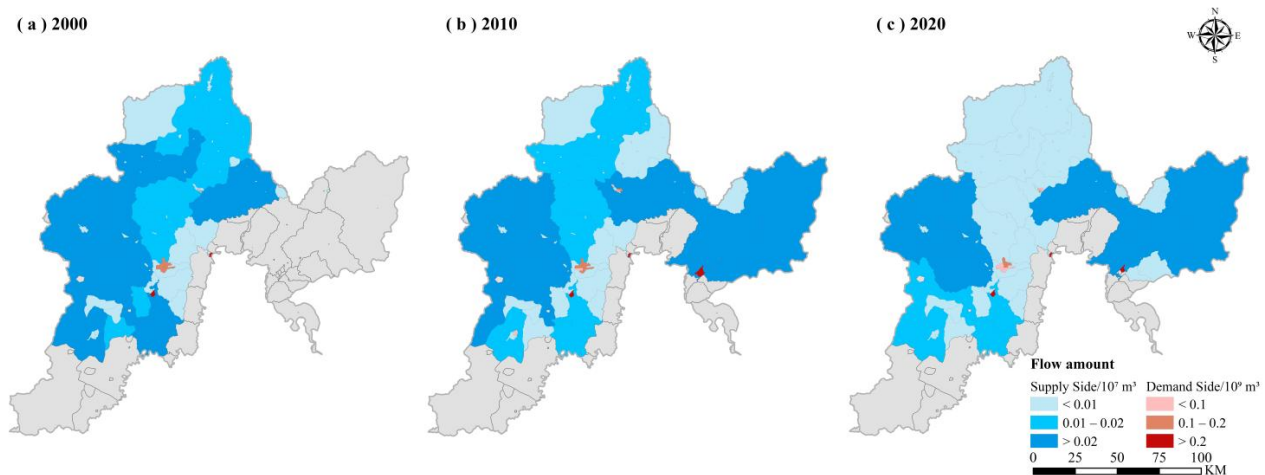 ( a ) 2000
( b ) 2010
( c ) 2020
N
W E
S
Flow amount
Supply Side/10⁷ m³ Demand Side/10⁹ m³
< 0.01 < 0.1
0.01 – 0.02 0.1 – 0.2
> 0.02 > 0.2
0 25 50 75 100
KM